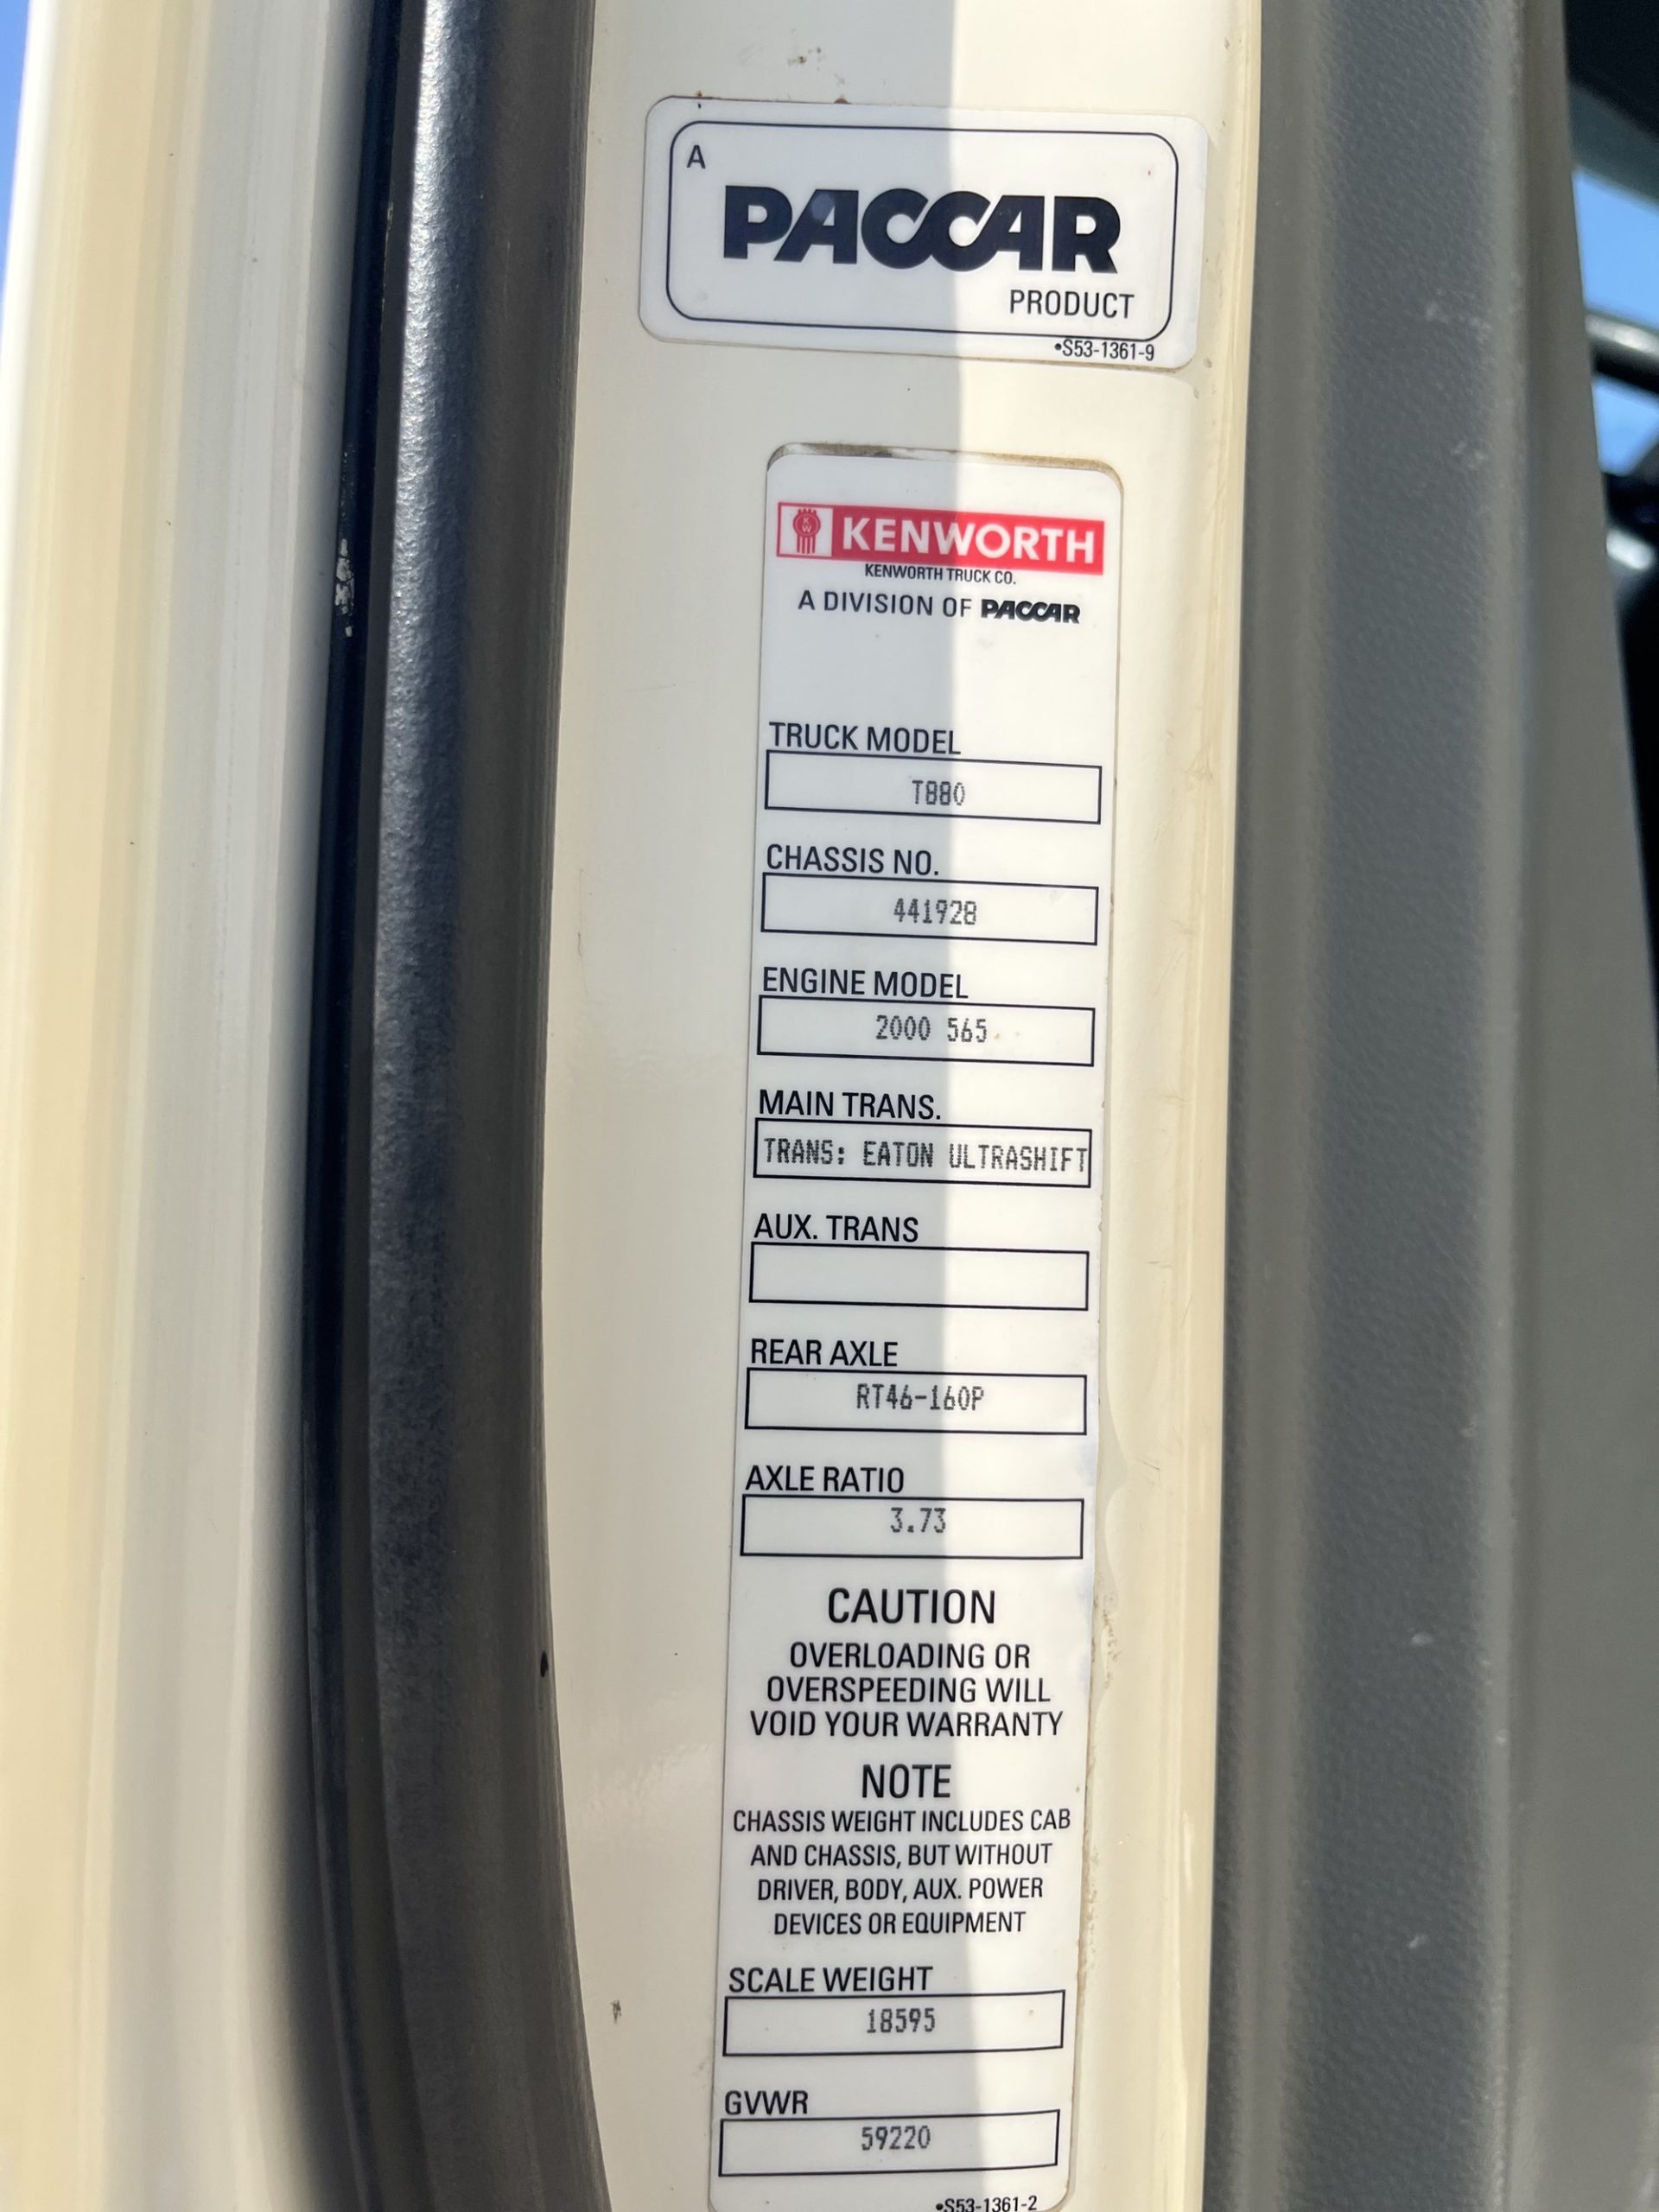 A
PACCAR
PRODUCT
•S53-1361-9
KW
KENWORTH
KENWORTH TRUCK CO.
A DIVISION OF PACCAR
TRUCK MODEL
T880
CHASSIS NO.
441928
ENGINE MODEL
2000 565
MAIN TRANS.
TRANS: EATON ULTRASHIFT
AUX. TRANS
REAR AXLE
RT46-160P
AXLE RATIO
3.73
CAUTION
OVERLOADING OR
OVERSPEEDING WILL
VOID YOUR WARRANTY
NOTE
CHASSIS WEIGHT INCLUDES CAB
AND CHASSIS, BUT WITHOUT
DRIVER, BODY, AUX. POWER
DEVICES OR EQUIPMENT
SCALE WEIGHT
18595
GVWR
59220
•S53-1361-2